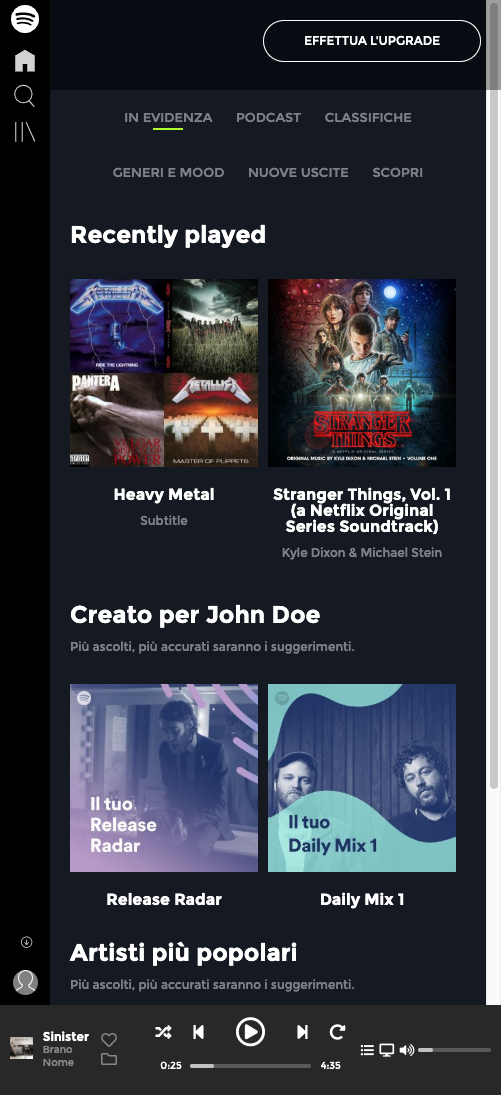 EFFETTUA L'UPGRADE
IN EVIDENZA PODCAST CLASSIFICHE
GENERI E MOOD NUOVE USCITE SCOPRI
Recently played
RIDE THE LIGHTNING
PANTERA
VULGAR
POWER
METALLICA
MASTER OF PUPPETS
STRANGER
THINGS
A NETFLIX ORIGINAL SERIES
ORIGINAL MUSIC BY KYLE DIXON & MICHAEL STEIN • VOLUME ONE
Heavy Metal
Subtitle
Stranger Things, Vol. 1
(a Netflix Original
Series Soundtrack)
Kyle Dixon & Michael Stein
Creato per John Doe
Più ascolti, più accurati saranno i suggerimenti.
Il tuo
Release
Radar
Il tuo
Daily Mix 1
Release Radar
Daily Mix 1
Artisti più popolari
Più ascolti, più accurati saranno i suggerimenti.
Sinister
Brano
Nome
0:25
4:35